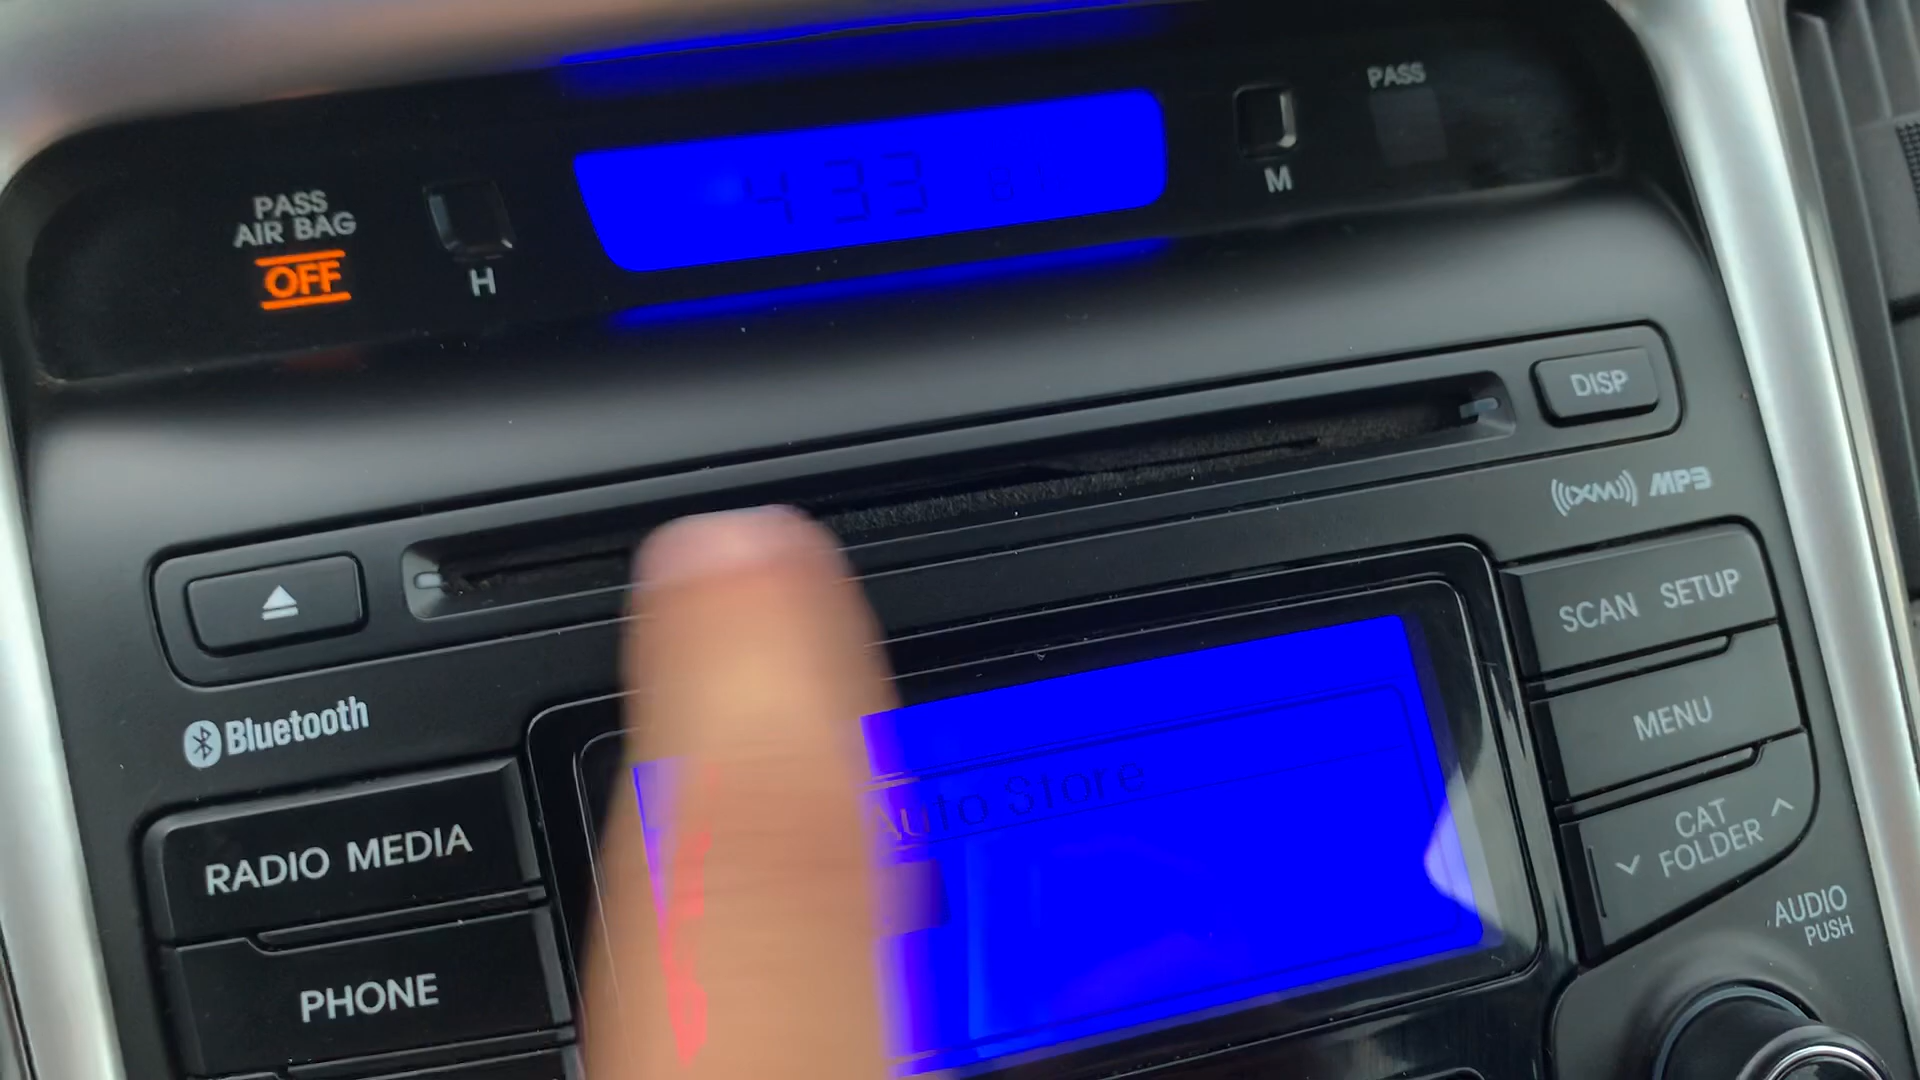 PASS
PASS
AIR BAG
OFF
H
4 33
M
DISP
XM MP3
SCAN SETUP
Bluetooth
MENU
Auto Store
RADIO MEDIA
CAT
FOLDER
PHONE
AUDIO
PUSH